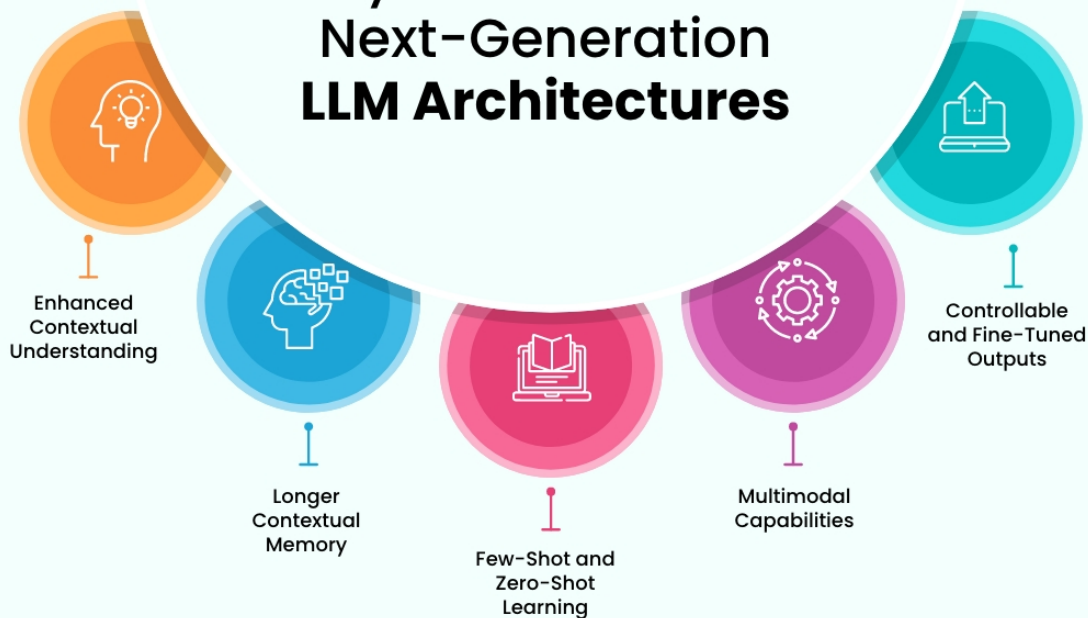 Next-Generation
LLM Architectures
Enhanced
Contextual
Understanding
Longer
Contextual
Memory
Few-Shot and
Zero-Shot
Learning
Multimodal
Capabilities
Controllable
and Fine-Tuned
Outputs